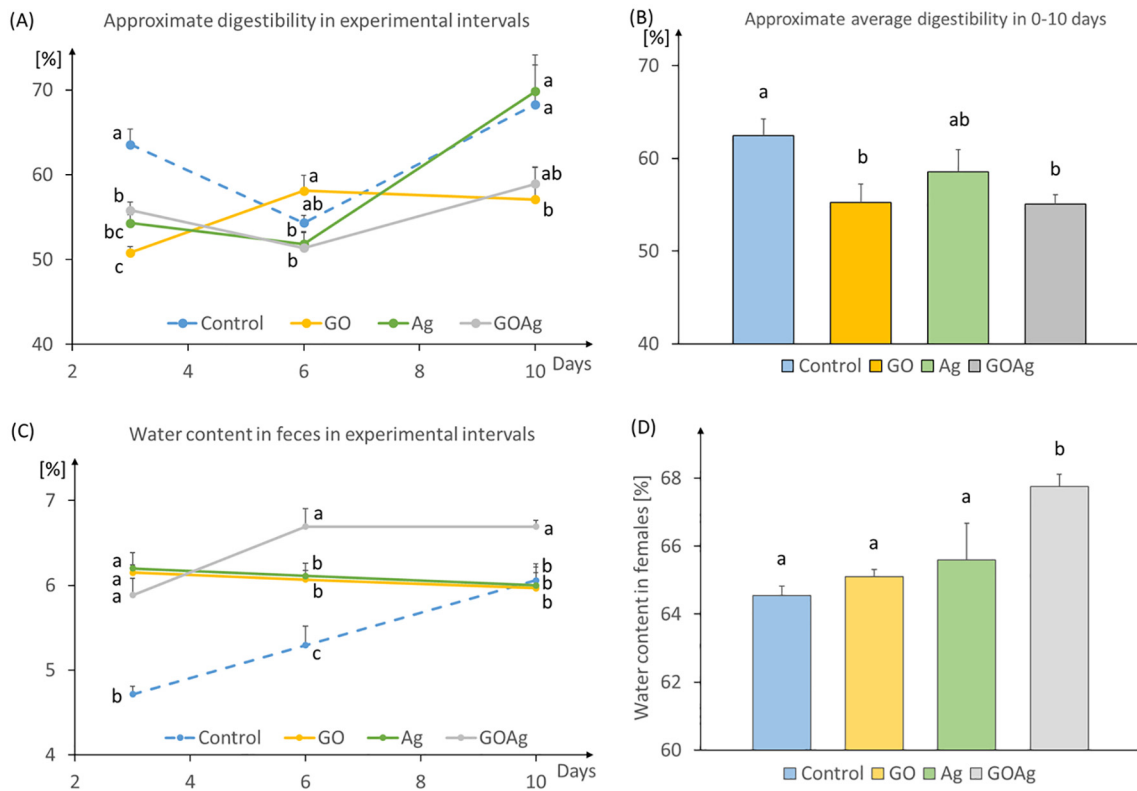 (A) Approximate digestibility in experimental intervals
[%]
70
60
50
40
a
b
bc
c
a
ab
b
b
a
a
ab
b
Control GO Ag GOAg
2 4 6 8 10 Days
(B) Approximate average digestibility in 0-10 days
[%]
70
60
50
40
a
b
ab
b
Control GO Ag GOAg
(C) Water content in feces in experimental intervals
[%]
7
6
5
4
a
a
a
b
a
b
b
c
a
b
b
b
Control GO Ag GOAg
2 4 6 8 10 Days
(D)
Water content in females [%]
68
66
64
62
60
a
a
a
b
Control GO Ag GOAg